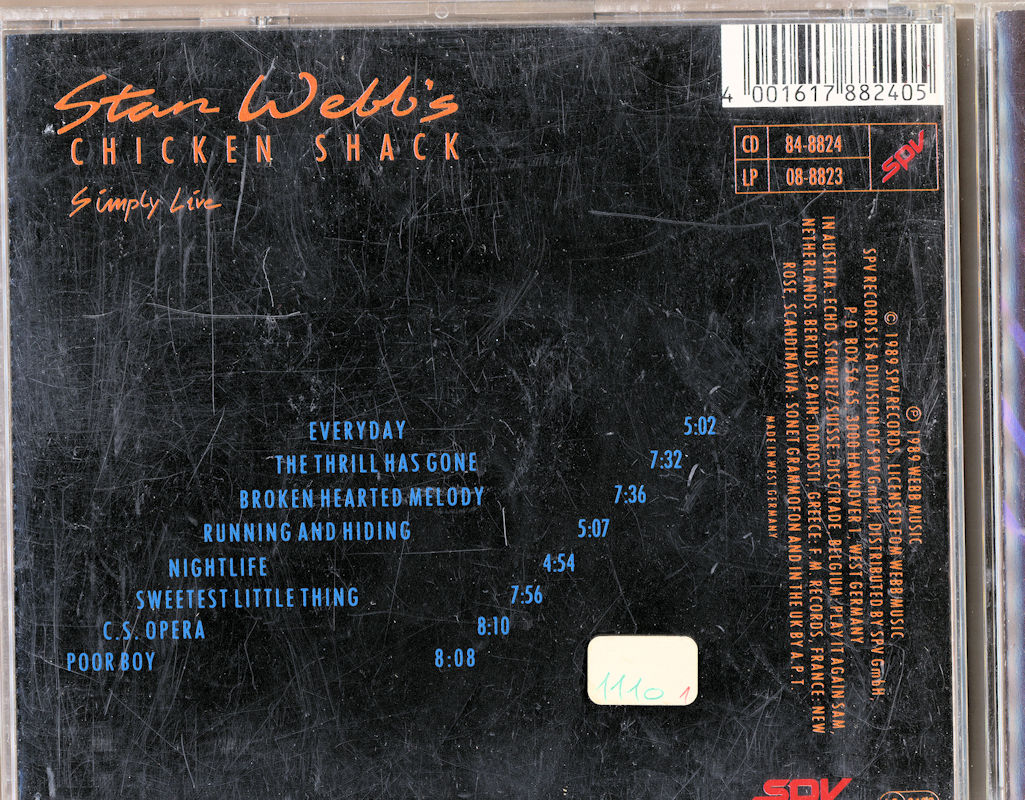 Stan Webb's
CHICKEN SHACK
Simply Live
4 001617 882405
CD 84-8824
LP 08-8823
SPV
EVERYDAY 5:02
THE THRILL HAS GONE 7:32
BROKEN HEARTED MELODY 7:36
RUNNING AND HIDING 5:07
NIGHTLIFE 4:54
SWEETEST LITTLE THING 7:56
C.S. OPERA 8:10
POOR BOY 8:08
1110 1
℗ 1989 WEBB MUSIC
© 1989 SPV RECORDS. LICENSED FOM WEBB MUSIC
SPV RECORDS IS A DIVISION OF SPV GmbH, DISTRIBUTED BY SPV GmbH,
P.O. BOX 56 65, 3000 HANNOVER, WEST GERMANY
IN AUSTRIA: ECHO, SCHWEIZ/SUISSE: DISCTRADE, BELGIUM: PLAY IT AGAIN SAM,
NETHERLANDS: BERTUS, SPAIN: DONOSTI, GREECE: F. M. RECORDS, FRANCE: NEW
ROSE, SCANDINAVIA: SONET GRAMMOFON AND IN THE UK BY A.P.T.
MADE IN WEST GERMANY
SPV